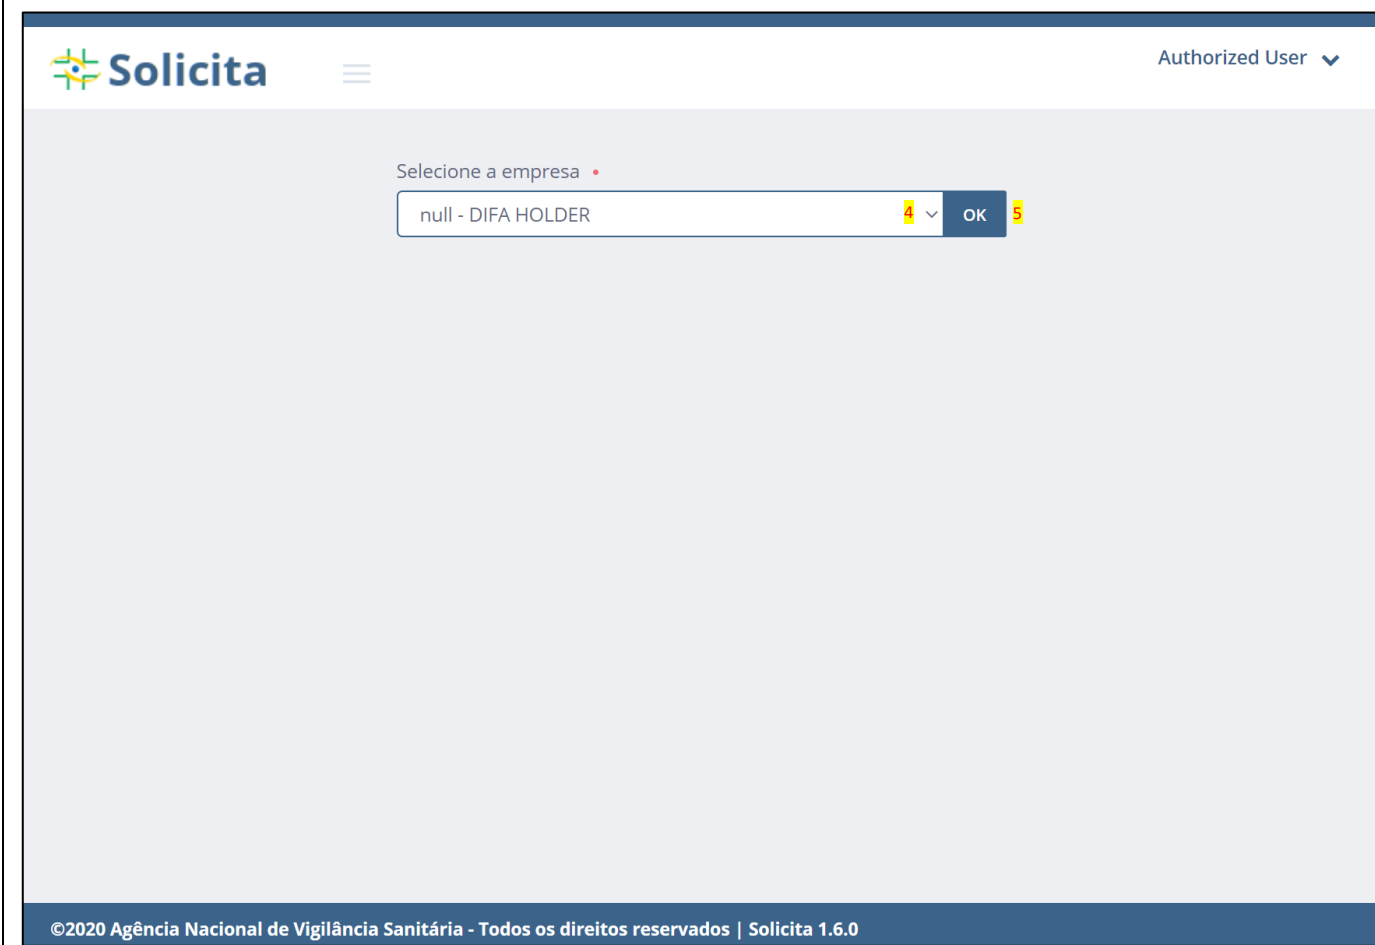 Solicita
Authorized User
Selecione a empresa •
null - DIFA HOLDER 4 OK 5
©2020 Agência Nacional de Vigilância Sanitária - Todos os direitos reservados | Solicita 1.6.0